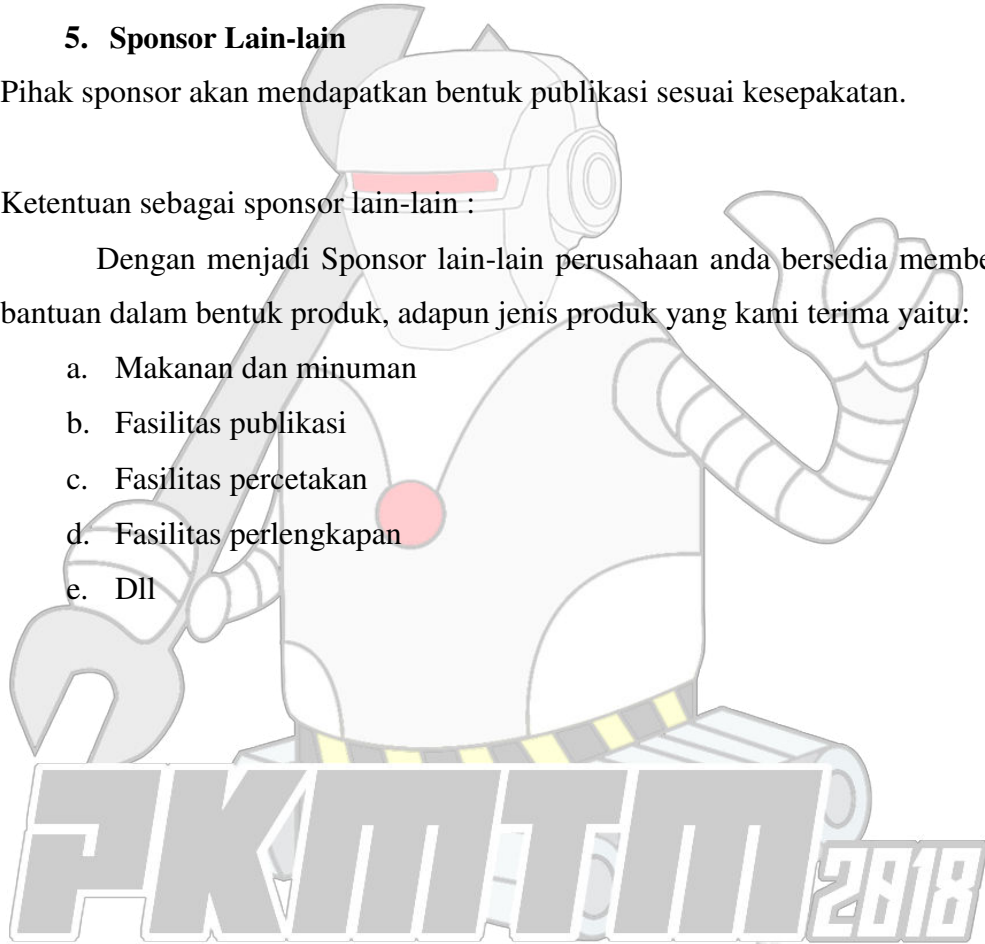 5. Sponsor Lain-lain
Pihak sponsor akan mendapatkan bentuk publikasi sesuai kesepakatan.
Ketentuan sebagai sponsor lain-lain :
Dengan menjadi Sponsor lain-lain perusahaan anda bersedia
bantuan dalam bentuk produk, adapun jenis produk yang kami terima yaitu:
a. Makanan dan minuman
b. Fasilitas publikasi
c. Fasilitas percetakan
d. Fasilitas perlengkapan
e. Dll
PKMTM 2018